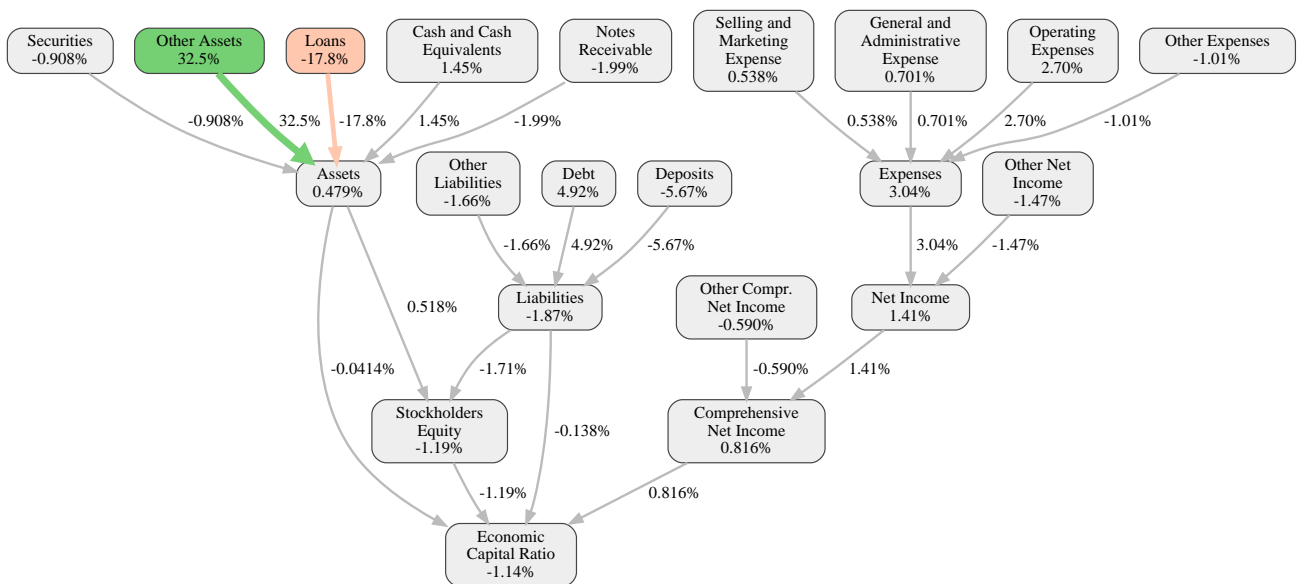 Securities
-0.908%
Other Assets
32.5%
Loans
-17.8%
Cash and Cash
Equivalents
1.45%
Notes
Receivable
-1.99%
Selling and
Marketing
Expense
0.538%
General and
Administrative
Expense
0.701%
Operating
Expenses
2.70%
Other Expenses
-1.01%
-0.908%
32.5%
-17.8%
1.45%
-1.99%
0.538%
0.701%
2.70%
-1.01%
Assets
0.479%
Other
Liabilities
-1.66%
Debt
4.92%
Deposits
-5.67%
Expenses
3.04%
Other Net
Income
-1.47%
-1.66%
4.92%
-5.67%
3.04%
-1.47%
0.518%
Liabilities
-1.87%
Other Compr.
Net Income
-0.590%
Net Income
1.41%
-0.0414%
-1.71%
-0.590%
1.41%
Stockholders
Equity
-1.19%
-0.138%
Comprehensive
Net Income
0.816%
-1.19%
0.816%
Economic
Capital Ratio
-1.14%